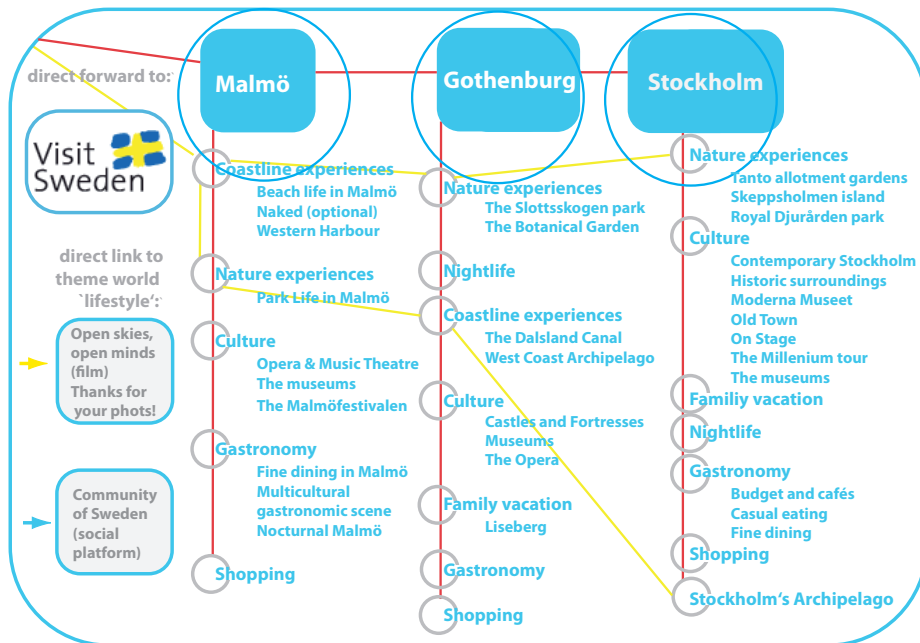 direct forward to:
Visit
Sweden
direct link to
theme world
`lifestyle‘:
Open skies,
open minds
(film)
Thanks for
your phots!
Community
of Sweden
(social
platform)
Malmö
Coastline experiences
Beach life in Malmö
Naked (optional)
Western Harbour
Nature experiences
Park Life in Malmö
Culture
Opera & Music Theatre
The museums
The Malmöfestivalen
Gastronomy
Fine dining in Malmö
Multicultural
gastronomic scene
Nocturnal Malmö
Shopping
Gothenburg
Nature experiences
The Slottsskogen park
The Botanical Garden
Nightlife
Coastline experiences
The Dalsland Canal
West Coast Archipelago
Culture
Castles and Fortresses
Museums
The Opera
Family vacation
Liseberg
Gastronomy
Shopping
Stockholm
Nature experiences
Tanto allotment gardens
Skeppsholmen island
Royal Djurården park
Culture
Contemporary Stockholm
Historic surroundings
Moderna Museet
Old Town
On Stage
The Millenium tour
The museums
Familiy vacation
Nightlife
Gastronomy
Budget and cafés
Casual eating
Fine dining
Shopping
Stockholm‘s Archipelago